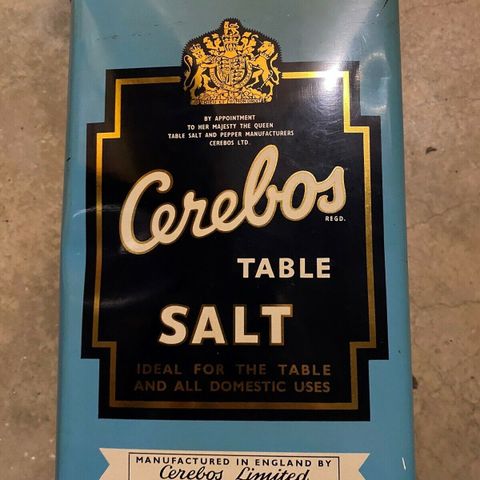 BY APPOINTMENT
TO HER MAJESTY THE QUEEN
TABLE SALT AND PEPPER MANUFACTURERS
CEREBOS LTD.
Cerebos
REGD.
TABLE
SALT
IDEAL FOR THE TABLE
AND ALL DOMESTIC USES
MANUFACTURED IN ENGLAND BY
Cerebos Limited